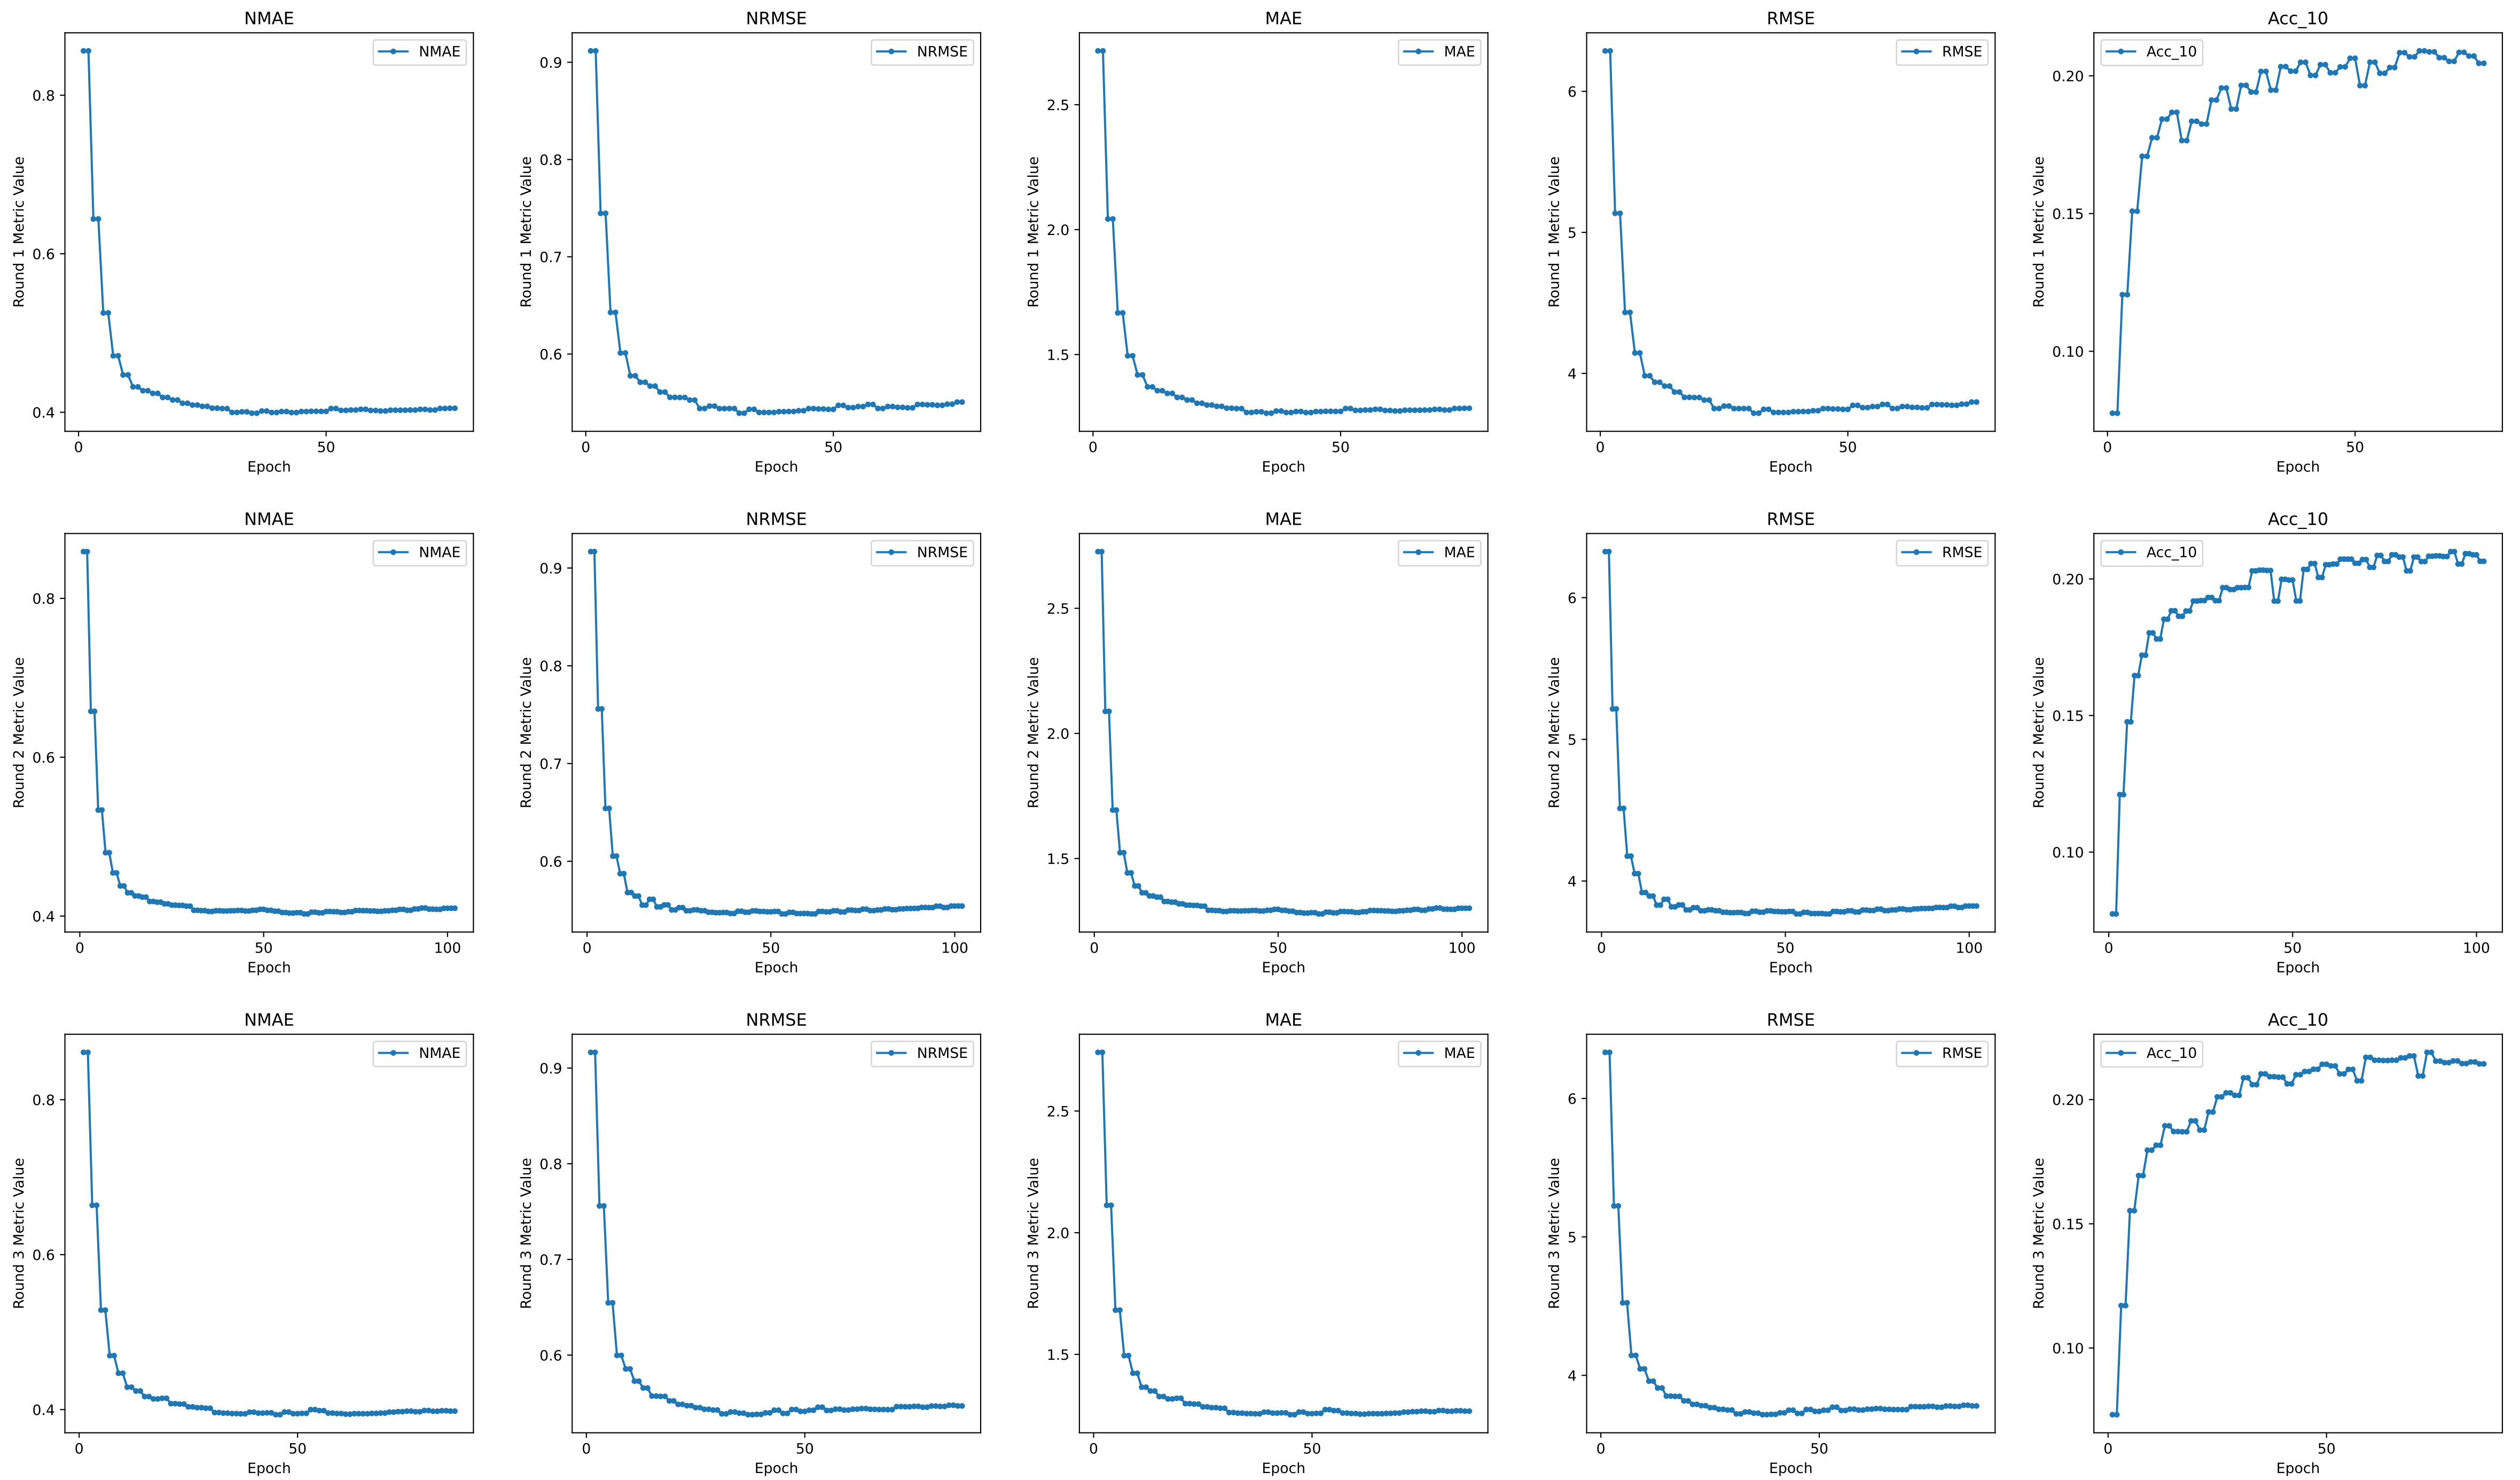 NMAE
NMAE
0.8
0.6
0.4
Round 1 Metric Value
0
50
Epoch
NRMSE
NRMSE
0.9
0.8
0.7
0.6
Round 1 Metric Value
0
50
Epoch
MAE
MAE
2.5
2.0
1.5
Round 1 Metric Value
0
50
Epoch
RMSE
RMSE
6
5
4
Round 1 Metric Value
0
50
Epoch
Acc_10
Acc_10
0.20
0.15
0.10
Round 1 Metric Value
0
50
Epoch
NMAE
NMAE
0.8
0.6
0.4
Round 2 Metric Value
0
50
100
Epoch
NRMSE
NRMSE
0.9
0.8
0.7
0.6
Round 2 Metric Value
0
50
100
Epoch
MAE
MAE
2.5
2.0
1.5
Round 2 Metric Value
0
50
100
Epoch
RMSE
RMSE
6
5
4
Round 2 Metric Value
0
50
100
Epoch
Acc_10
Acc_10
0.20
0.15
0.10
Round 2 Metric Value
0
50
100
Epoch
NMAE
NMAE
0.8
0.6
0.4
Round 3 Metric Value
0
50
Epoch
NRMSE
NRMSE
0.9
0.8
0.7
0.6
Round 3 Metric Value
0
50
Epoch
MAE
MAE
2.5
2.0
1.5
Round 3 Metric Value
0
50
Epoch
RMSE
RMSE
6
5
4
Round 3 Metric Value
0
50
Epoch
Acc_10
Acc_10
0.20
0.15
0.10
Round 3 Metric Value
0
50
Epoch